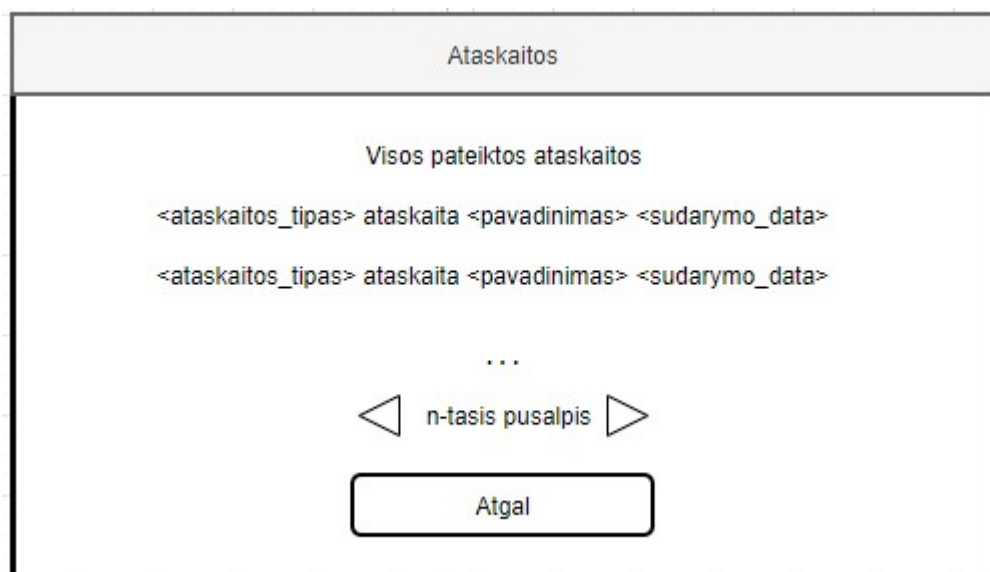 Ataskaitos
Visos pateiktos ataskaitos
<ataskaitos_tipas> ataskaita <pavadinimas> <sudarymo_data>
<ataskaitos_tipas> ataskaita <pavadinimas> <sudarymo_data>
...
n-tasis pusalpis
Atgal